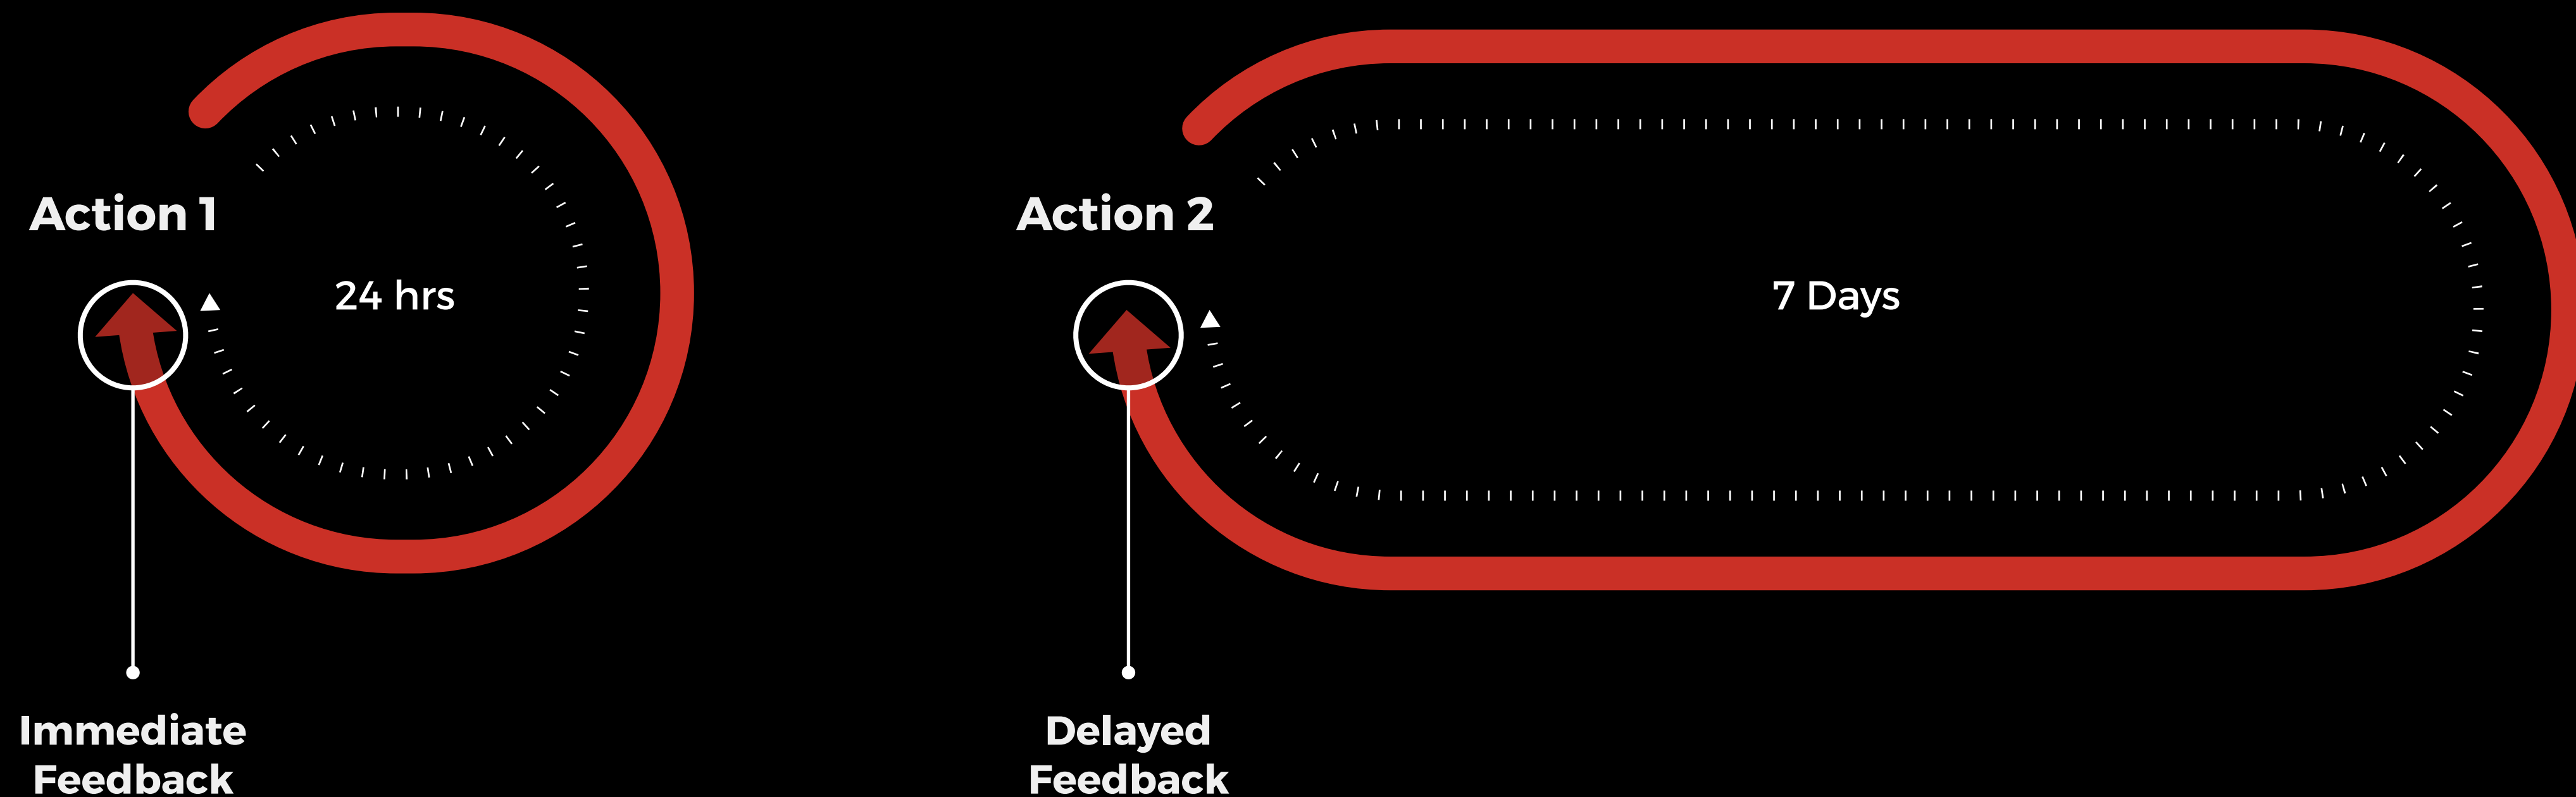 Action 1
24 hrs
Immediate
Feedback
Action 2
7 Days
Delayed
Feedback